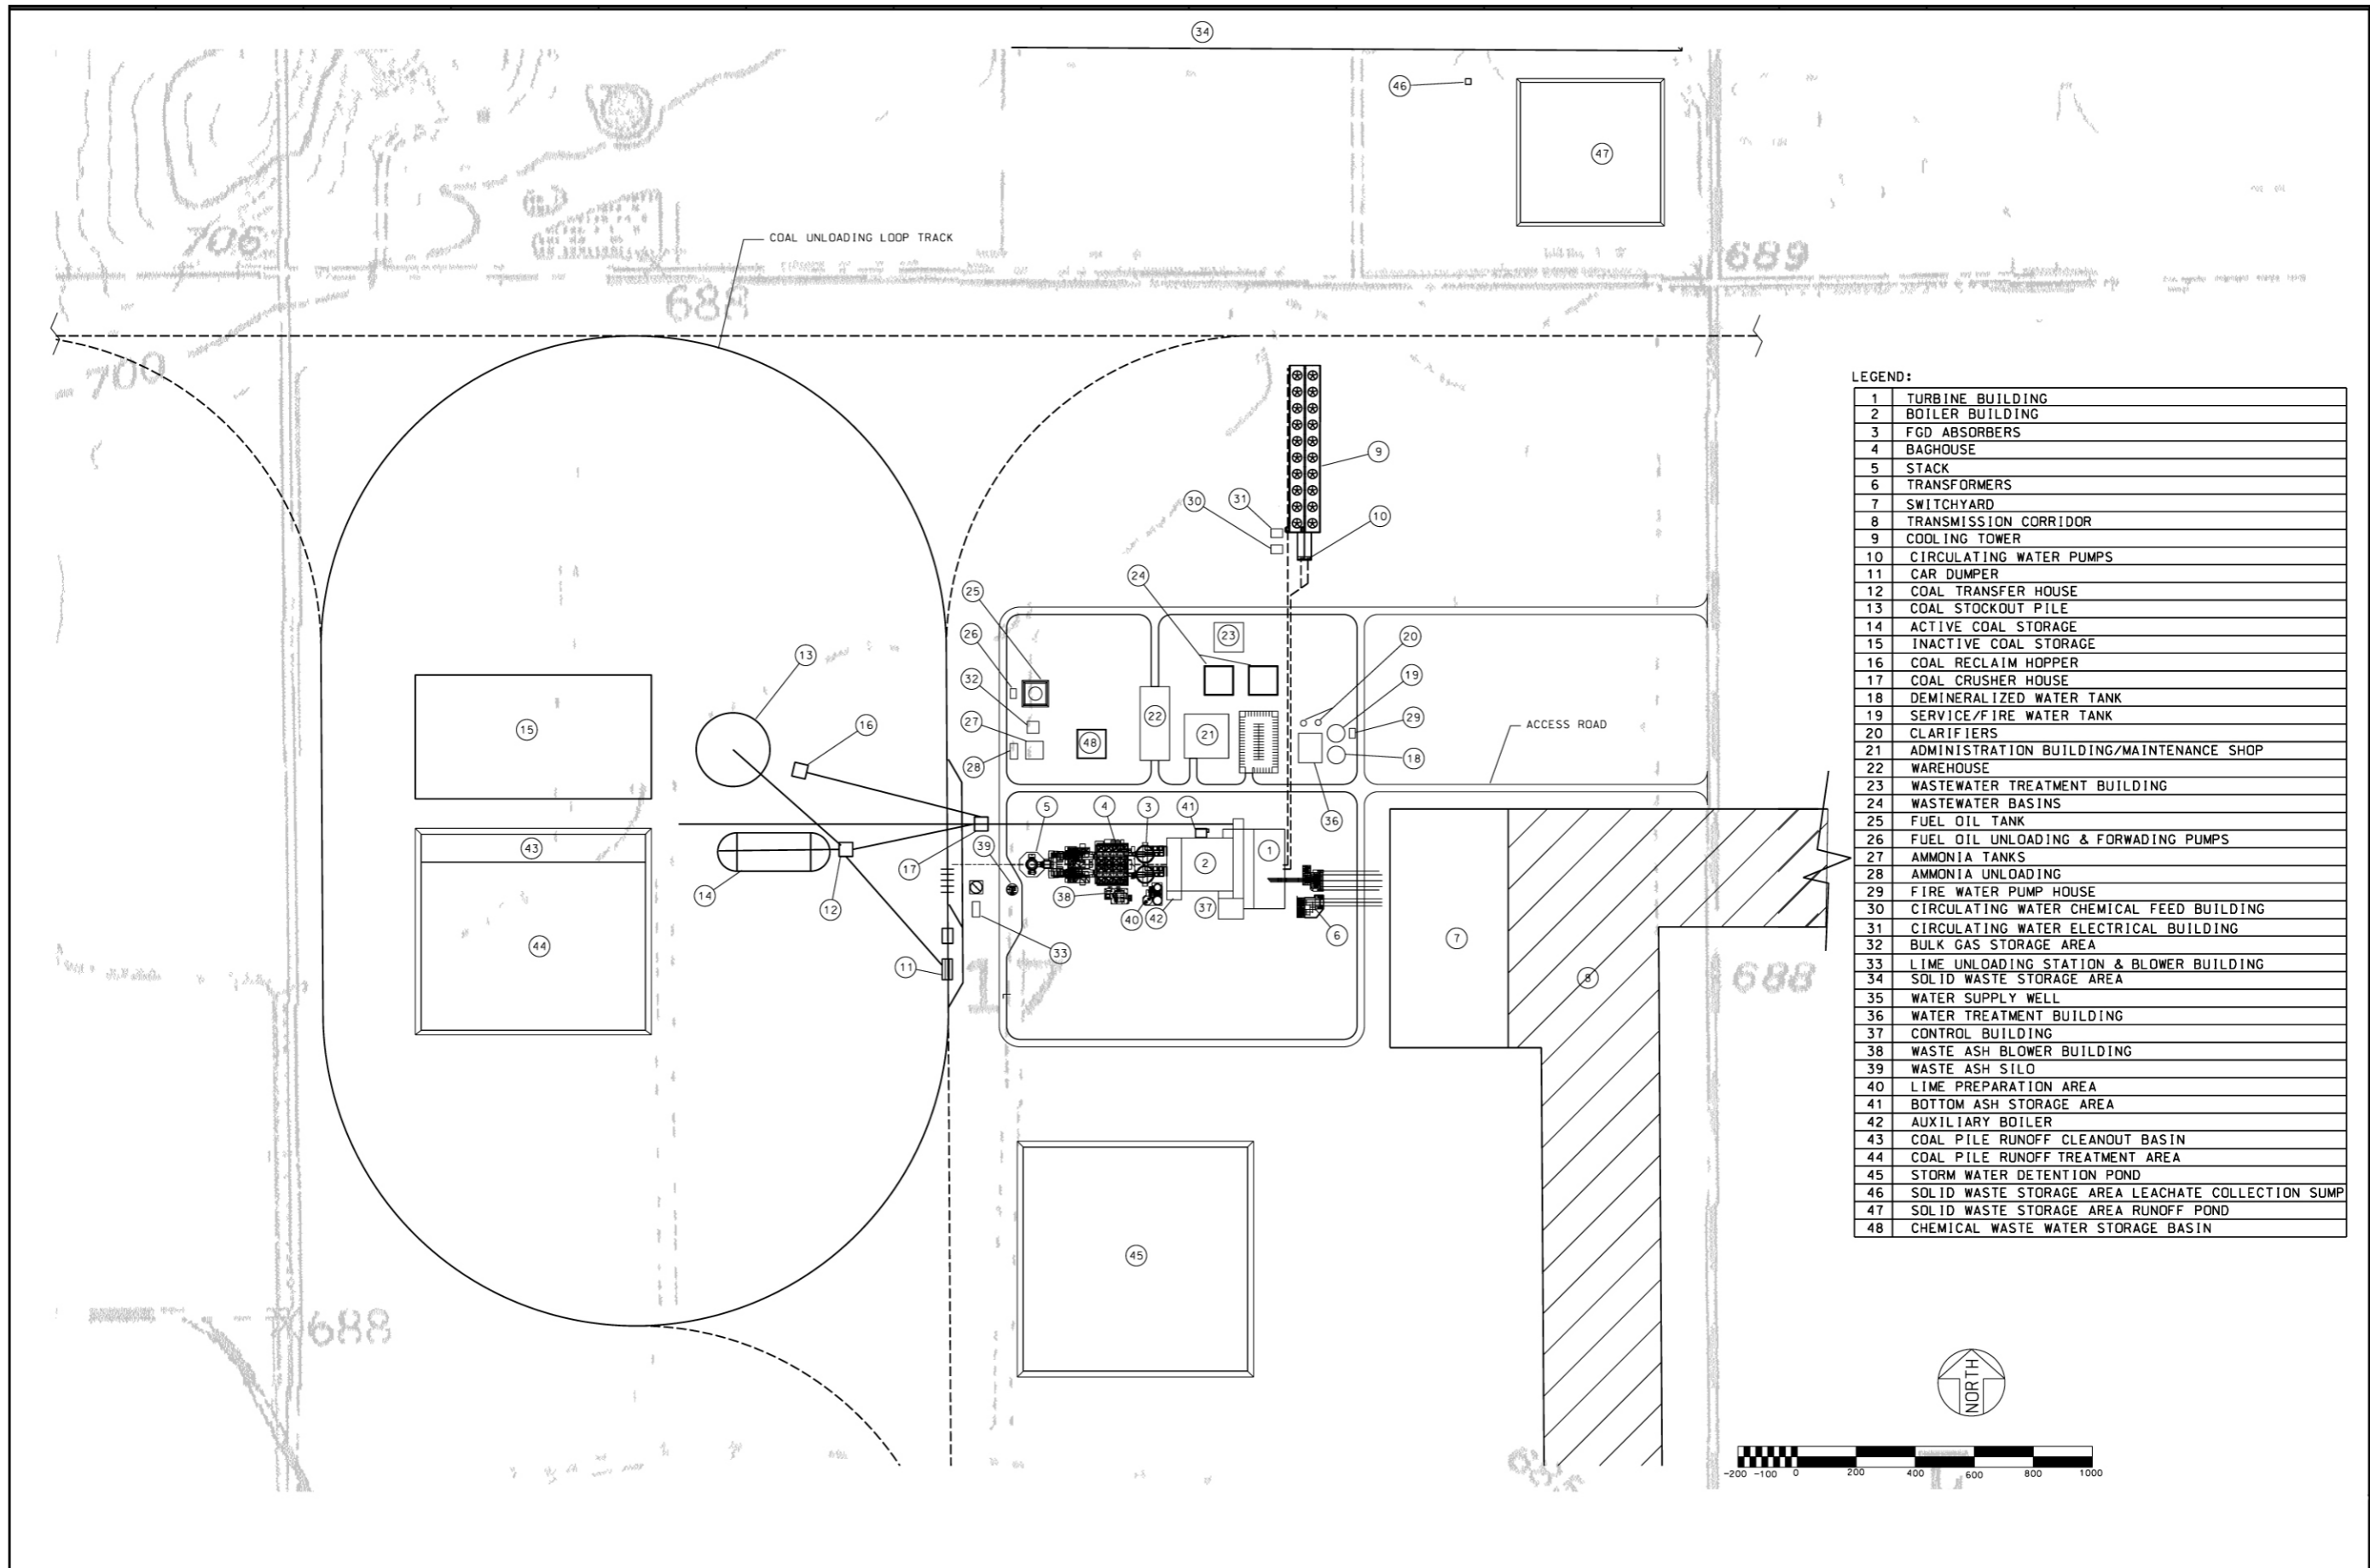 34
46
47
706
COAL UNLOADING LOOP TRACK
689
688
700
9
31
30
10
24
25
23
26
20
13
32
19
15
16
27
22
21
48
29
ACCESS ROAD
28
18
5
4
3
41
36
43
39
1
2
17
14
38
12
40
42
37
6
7
44
33
11
17
8
688
45
688
LEGEND:
1 TURBINE BUILDING
2 BOILER BUILDING
3 FGD ABSORBERS
4 BAGHOUSE
5 STACK
6 TRANSFORMERS
7 SWITCHYARD
8 TRANSMISSION CORRIDOR
9 COOLING TOWER
10 CIRCULATING WATER PUMPS
11 CAR DUMPER
12 COAL TRANSFER HOUSE
13 COAL STOCKOUT PILE
14 ACTIVE COAL STORAGE
15 INACTIVE COAL STORAGE
16 COAL RECLAIM HOPPER
17 COAL CRUSHER HOUSE
18 DEMINERALIZED WATER TANK
19 SERVICE/FIRE WATER TANK
20 CLARIFIERS
21 ADMINISTRATION BUILDING/MAINTENANCE SHOP
22 WAREHOUSE
23 WASTEWATER TREATMENT BUILDING
24 WASTEWATER BASINS
25 FUEL OIL TANK
26 FUEL OIL UNLOADING & FORWADING PUMPS
27 AMMONIA TANKS
28 AMMONIA UNLOADING
29 FIRE WATER PUMP HOUSE
30 CIRCULATING WATER CHEMICAL FEED BUILDING
31 CIRCULATING WATER ELECTRICAL BUILDING
32 BULK GAS STORAGE AREA
33 LIME UNLOADING STATION & BLOWER BUILDING
34 SOLID WASTE STORAGE AREA
35 WATER SUPPLY WELL
36 WATER TREATMENT BUILDING
37 CONTROL BUILDING
38 WASTE ASH BLOWER BUILDING
39 WASTE ASH SILO
40 LIME PREPARATION AREA
41 BOTTOM ASH STORAGE AREA
42 AUXILIARY BOILER
43 COAL PILE RUNOFF CLEANOUT BASIN
44 COAL PILE RUNOFF TREATMENT AREA
45 STORM WATER DETENTION POND
46 SOLID WASTE STORAGE AREA LEACHATE COLLECTION SUMP
47 SOLID WASTE STORAGE AREA RUNOFF POND
48 CHEMICAL WASTE WATER STORAGE BASIN
NORTH
-200 -100 0 200 400 600 800 1000